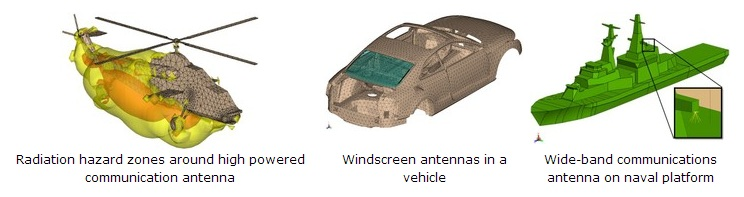 Radiation hazard zones around high powered
communication antenna
Windscreen antennas in a
vehicle
Wide-band communications
antenna on naval platform